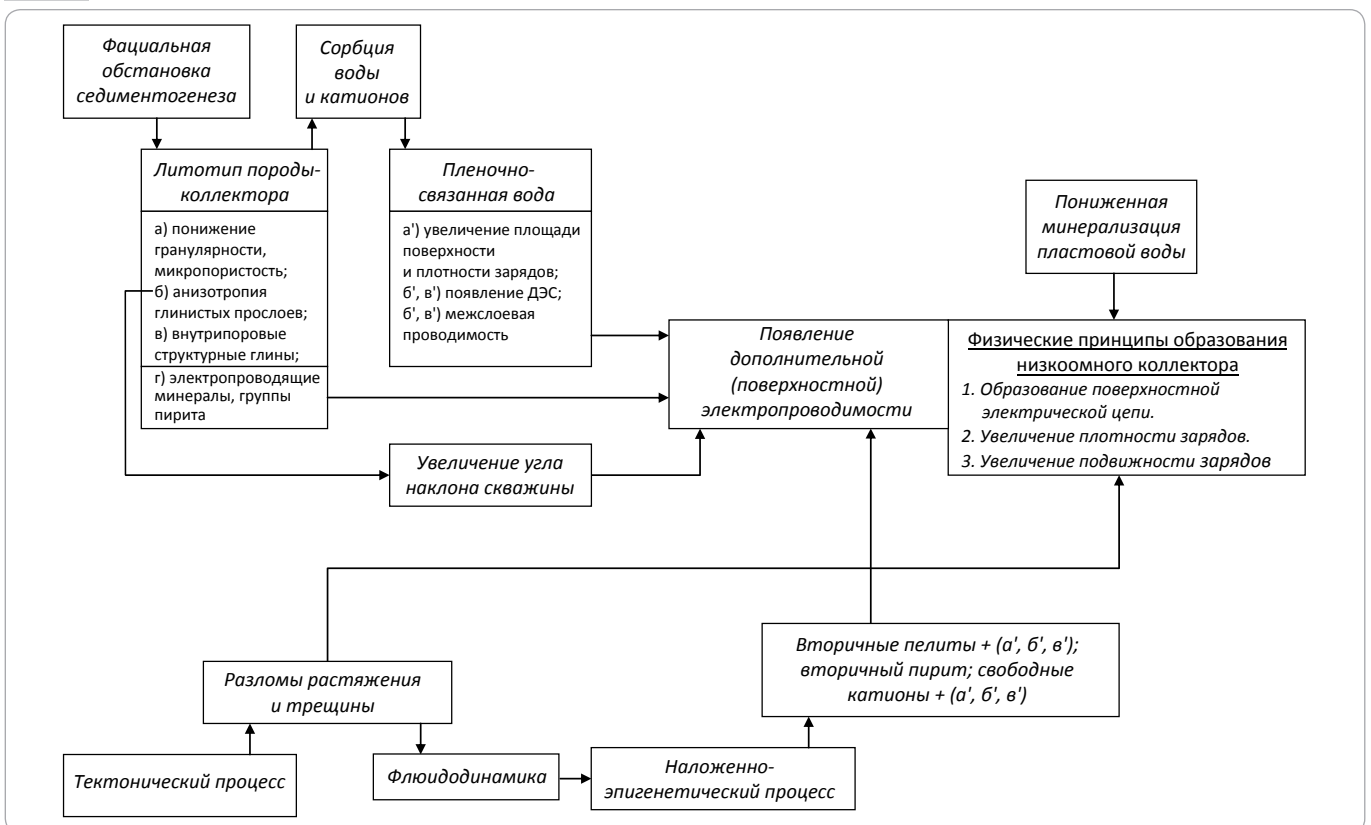 Фациальная
обстановка
седиментогенеза
Сорбция
воды
и катионов
Литотип породы-
коллектора
а) понижение
гранулярности,
микропористость;
б) анизотропия
глинистых прослоев;
в) внутрипоровые
структурные глины;
г) электропроводящие
минералы, группы
пирита
Пленочно-
связанная вода
а') увеличение площади
поверхности
и плотности зарядов;
б', в') появление ДЭС;
б', в') межслоевая
проводимость
Пониженная
минерализация
пластовой воды
Появление
дополнительной
(поверхностной)
электропроводимости
Физические принципы образования
низкоомного коллектора
1. Образование поверхностной
электрической цепи.
2. Увеличение плотности зарядов.
3. Увеличение подвижности зарядов
Увеличение угла
наклона скважины
Вторичные пелиты + (а', б', в');
вторичный пирит; свободные
катионы + (а', б', в')
Разломы растяжения
и трещины
Тектонический процесс
Флюидодинамика
Наложенно-
эпигенетический процесс